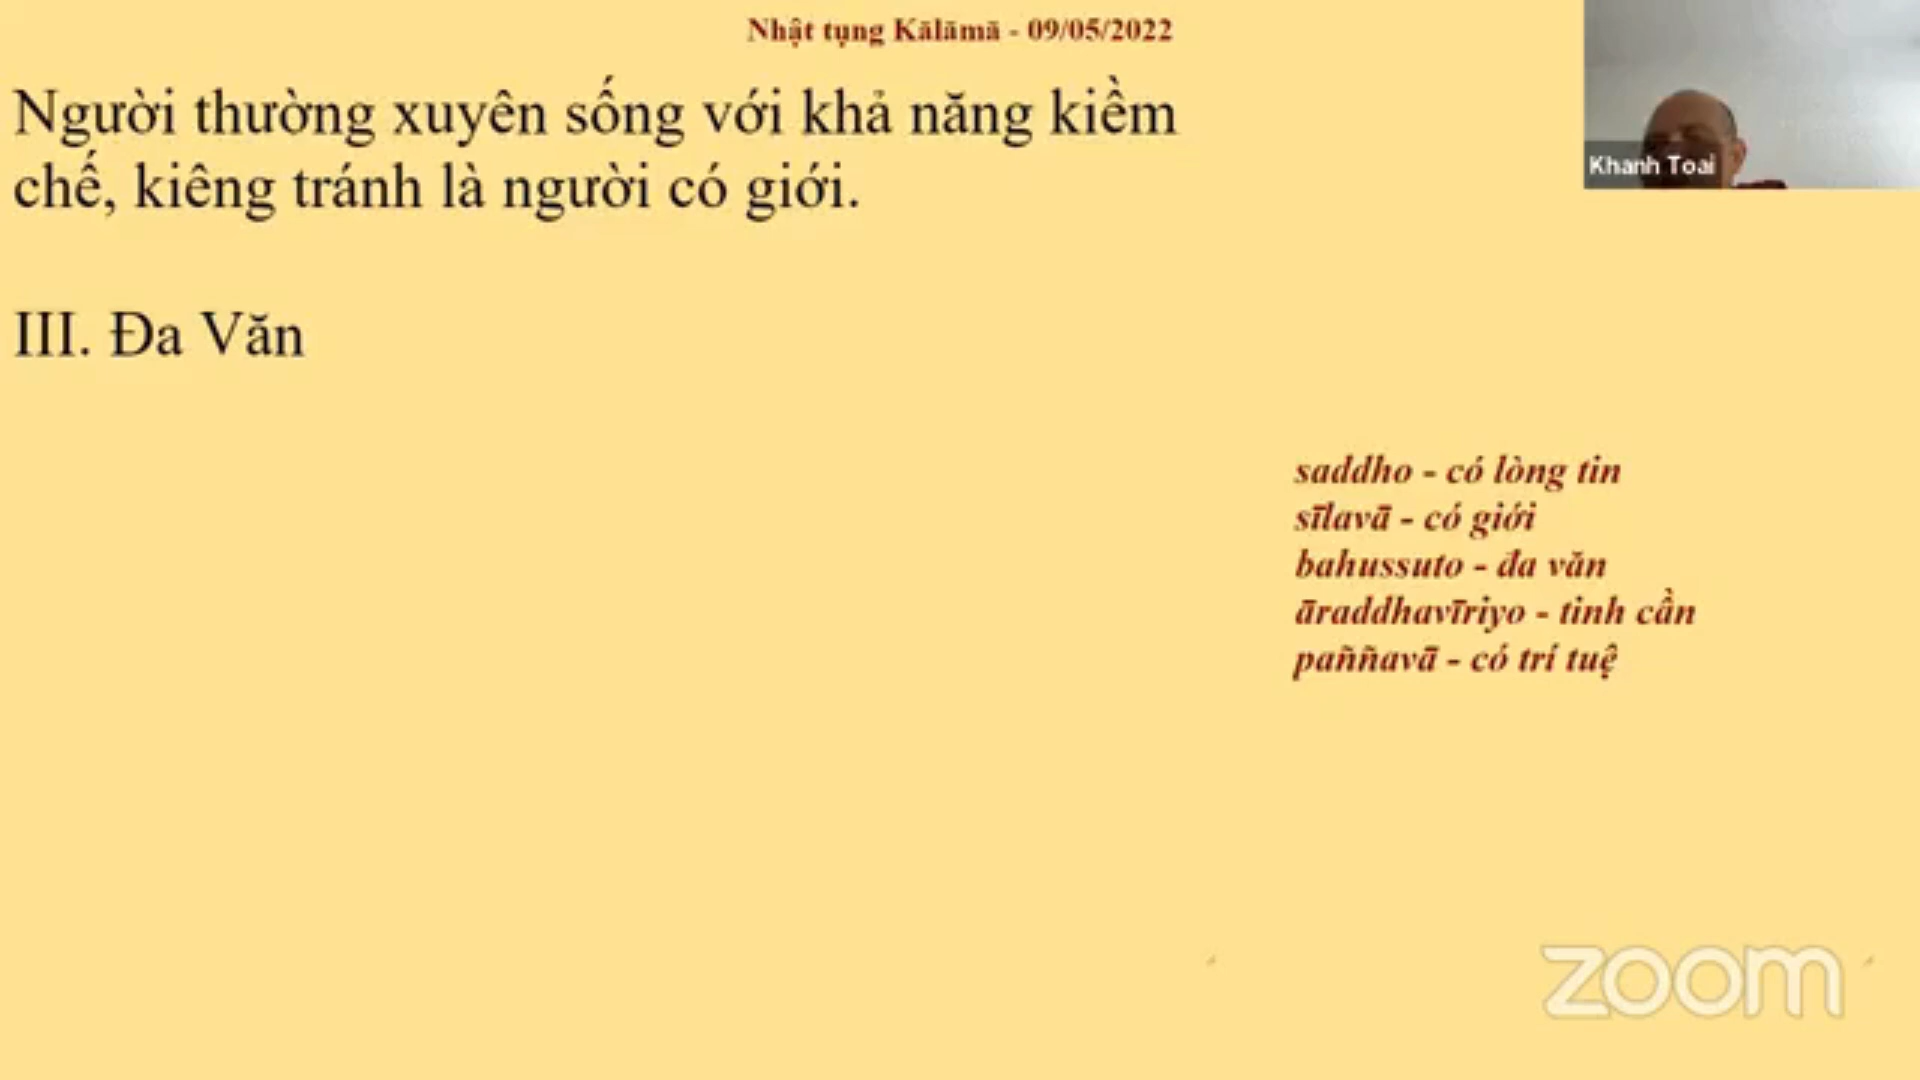 Nhật tụng Kālāmā - 09/05/2022
Người thường xuyên sống với khả năng kiềm
chế, kiêng tránh là người có giới.
Khanh Toai
III. Đa Văn
saddho - có lòng tin
sīlavā - có giới
bahussuto - đa văn
āraddhavīriyo - tinh cần
paññavā - có trí tuệ
zoom